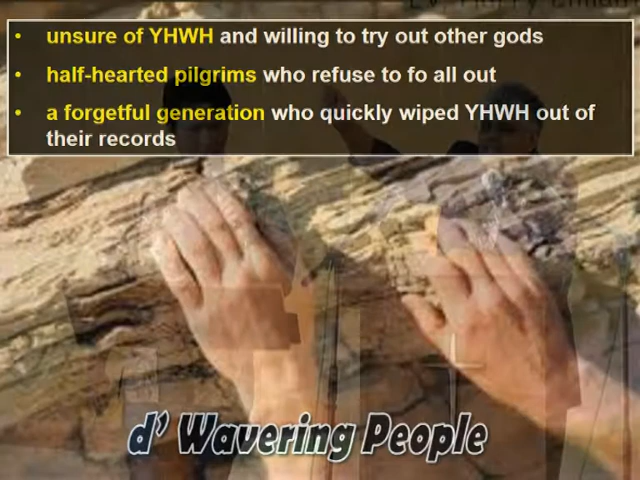 • unsure of YHWH and willing to try out other gods
• half-hearted pilgrims who refuse to fo all out
• a forgetful generation who quickly wiped YHWH out of
their records
d' Wavering People